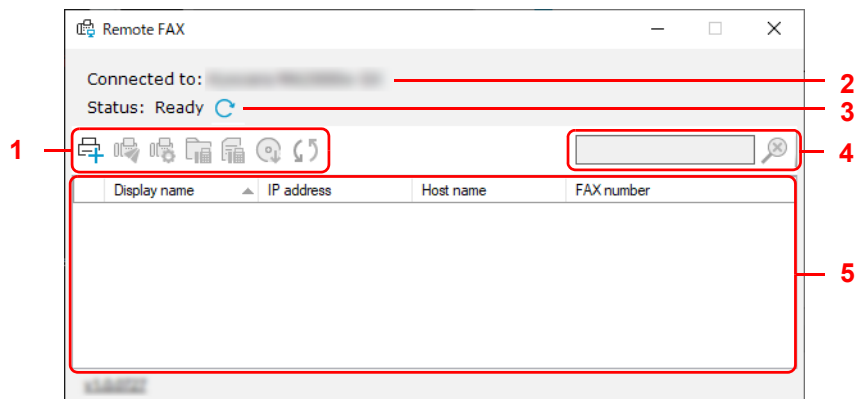 Remote FAX
Connected to:
2
Status: Ready
3
1
4
Display name IP address Host name FAX number
5